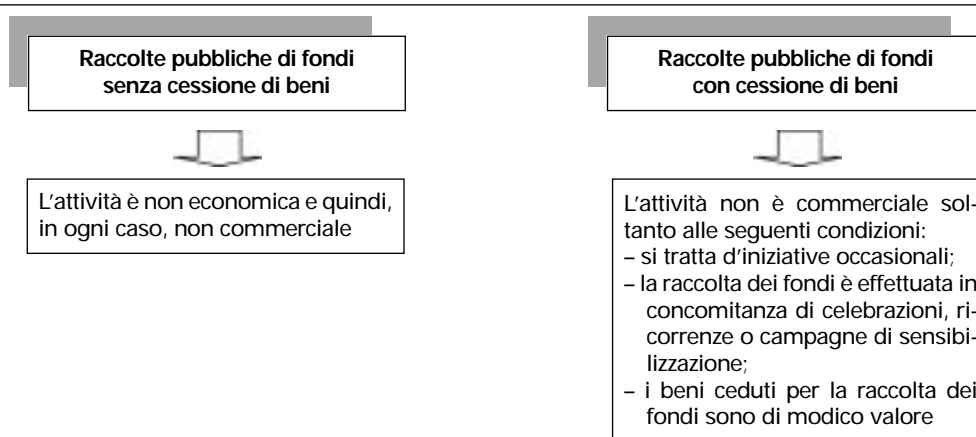 Raccolte pubbliche di fondi
senza cessione di beni
L'attività è non economica e quindi,
in ogni caso, non commerciale
Raccolte pubbliche di fondi
con cessione di beni
L'attività non è commerciale sol-
tanto alle seguenti condizioni:
– si tratta d'iniziative occasionali;
– la raccolta dei fondi è effettuata in
concomitanza di celebrazioni, ri-
correnze o campagne di sensibi-
lizzazione;
– i beni ceduti per la raccolta dei
fondi sono di modico valore